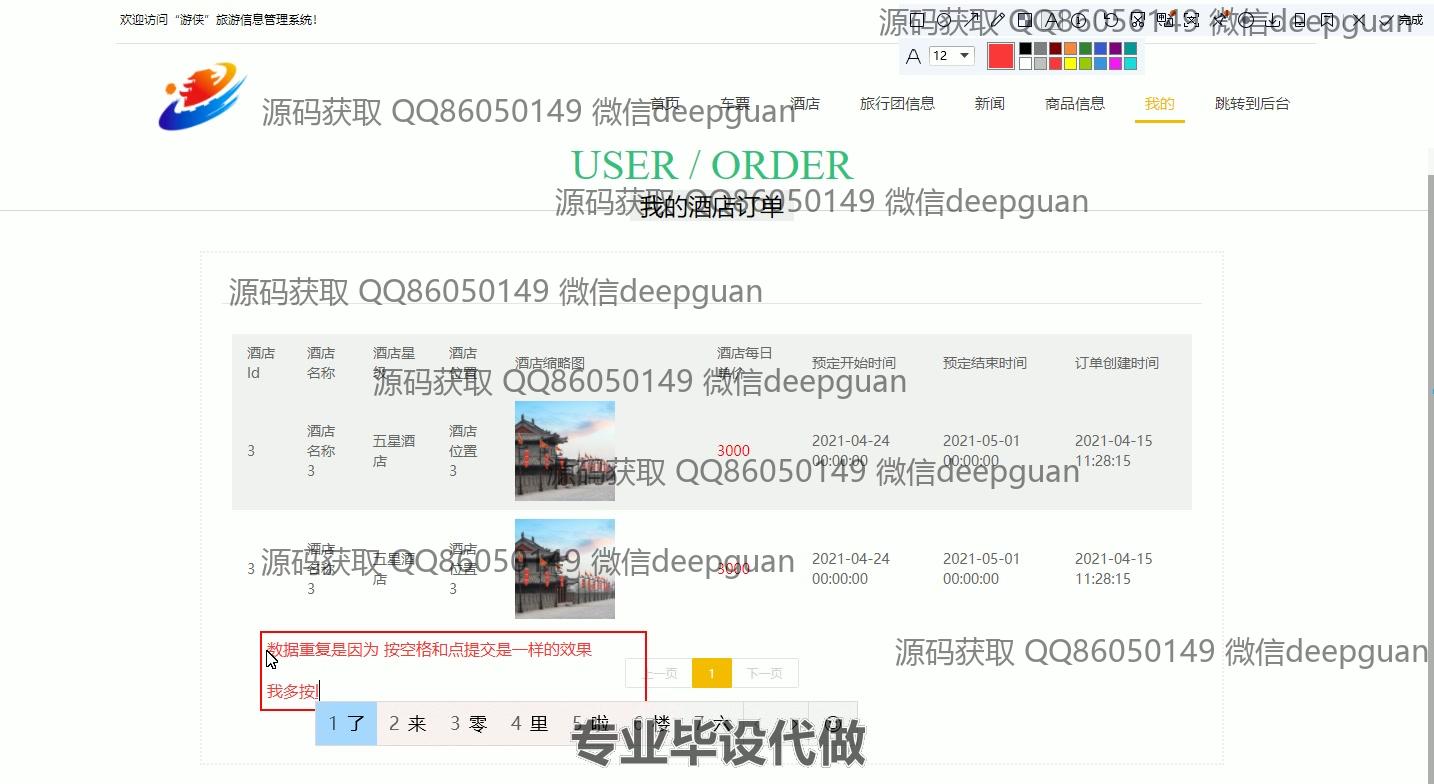 欢迎访问“游侠”旅游信息管理系统!
源码获取 QQ86050149 微信deepguan
完成
A 12
源码获取 QQ86050149 微信deepguan
首页 车票 酒店 旅行团信息 新闻 商品信息 我的 跳转到后台
USER / ORDER
源码获取 QQ86050149 微信deepguan
我的酒店订单
源码获取 QQ86050149 微信deepguan
酒店Id 酒店名称 酒店星级 酒店位置 酒店缩略图 酒店每日单价 预定开始时间 预定结束时间 订单创建时间
源码获取 QQ86050149 微信deepguan
3 酒店名称3 五星酒店 酒店位置3 3000 2021-04-24 00:00:00 2021-05-01 00:00:00 2021-04-15 11:28:15
源码获取 QQ86050149 微信deepguan
3 酒店名称3 五星酒店 酒店位置3 3000 2021-04-24 00:00:00 2021-05-01 00:00:00 2021-04-15 11:28:15
源码获取 QQ86050149 微信deepguan
数据重复是因为 按空格和点提交是一样的效果
源码获取 QQ86050149 微信deepguan
上一页 1 下一页
我多按l
1 了 2 来 3 零 4 里 5 啦 6 楼 7 六
专业毕设代做